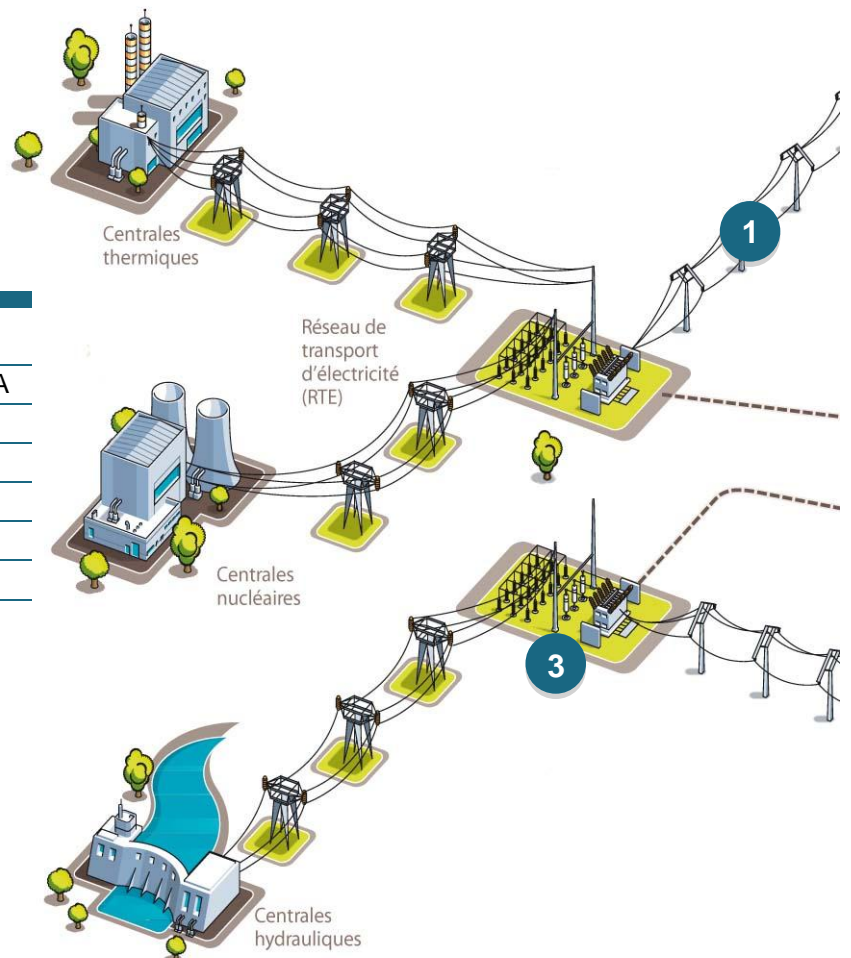 Centrales
thermiques
1
Réseau de
transport
d'électricité
(RTE)
A
Centrales
nucléaires
3
Centrales
hydrauliques